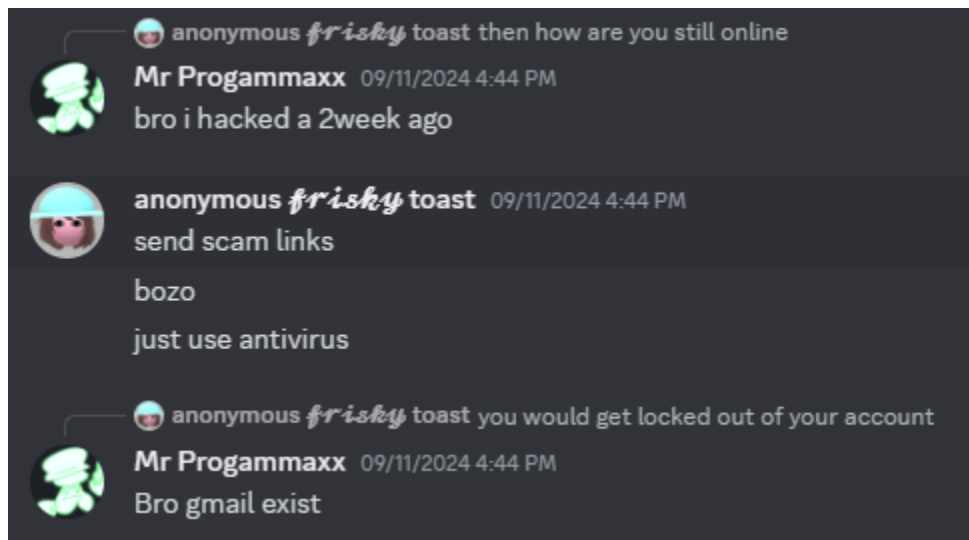 anonymous frisky toast then how are you still online
Mr Progammaxx 09/11/2024 4:44 PM
bro i hacked a 2week ago
anonymous frisky toast 09/11/2024 4:44 PM
send scam links
bozo
just use antivirus
anonymous frisky toast you would get locked out of your account
Mr Progammaxx 09/11/2024 4:44 PM
Bro gmail exist